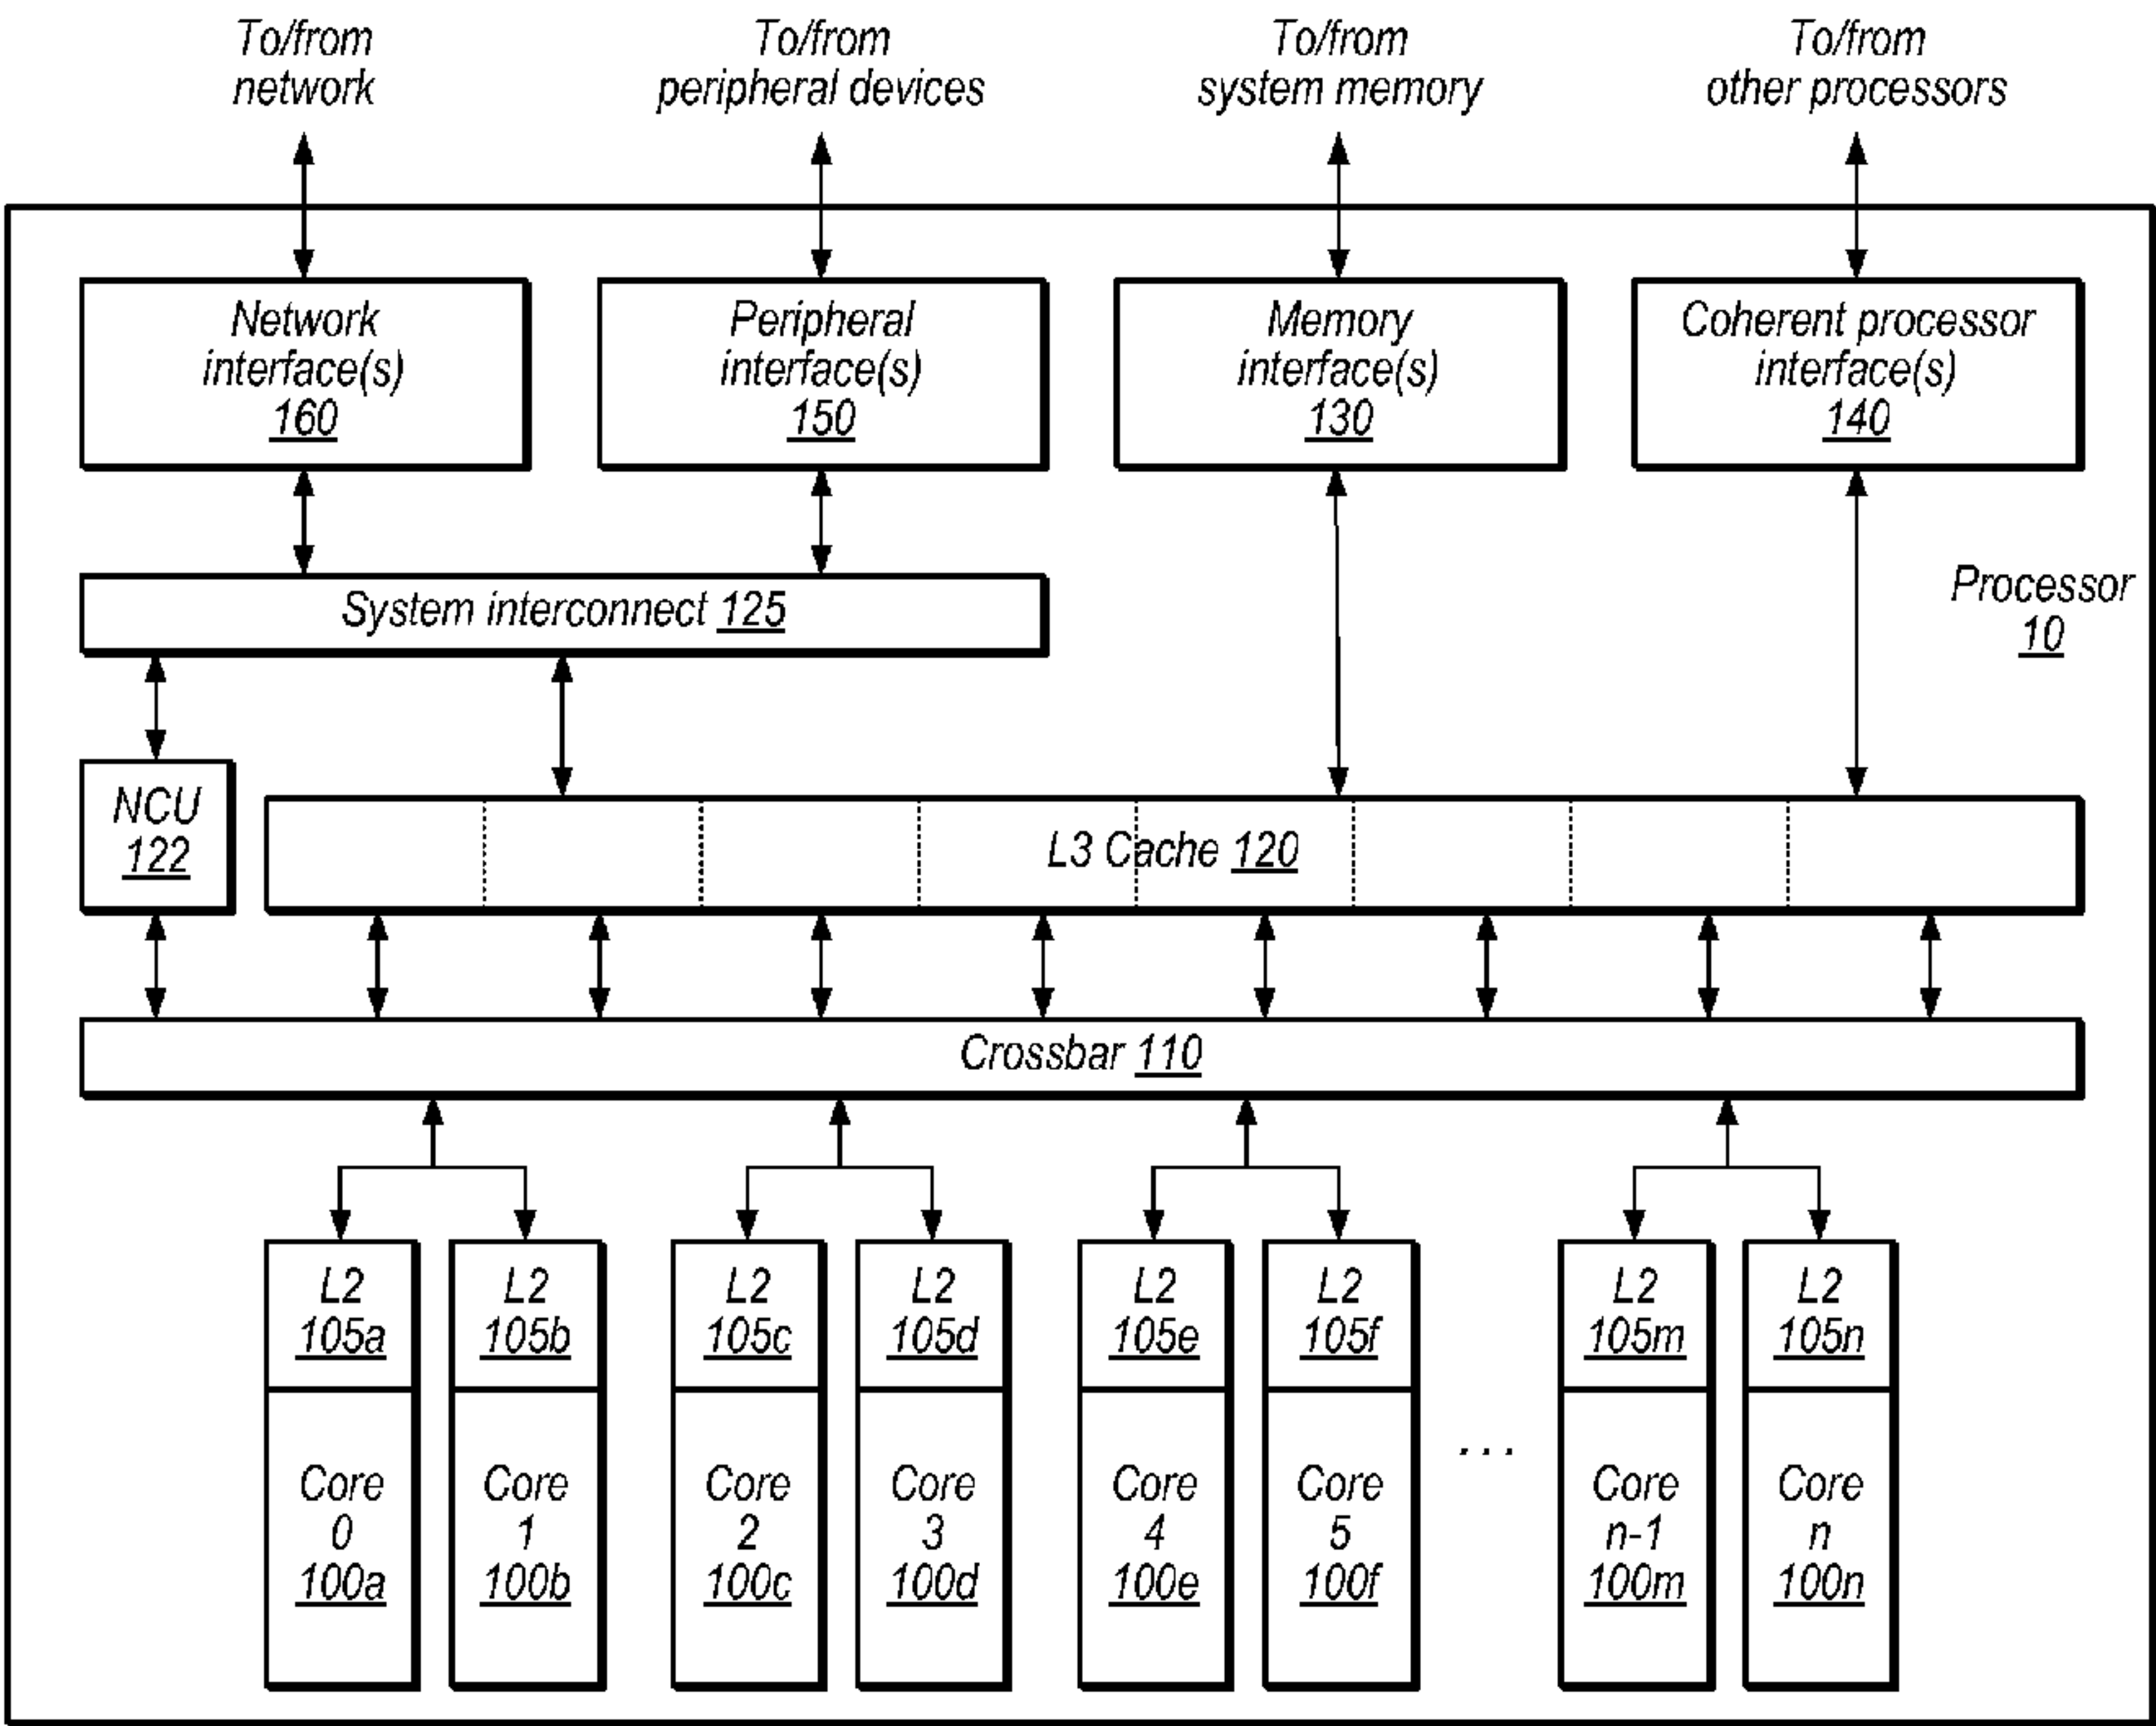 To/from
network
To/from
peripheral devices
To/from
system memory
To/from
other processors
Network
interface(s)
160
Peripheral
interface(s)
150
Memory
interface(s)
130
Coherent processor
interface(s)
140
System interconnect 125
Processor
10
NCU
122
L3 Cache 120
Crossbar 110
L2
105a
L2
105b
L2
105c
L2
105d
L2
105e
L2
105f
L2
105m
L2
105n
Core
0
100a
Core
1
100b
Core
2
100c
Core
3
100d
Core
4
100e
Core
5
100f
...
Core
n-1
100m
Core
n
100n